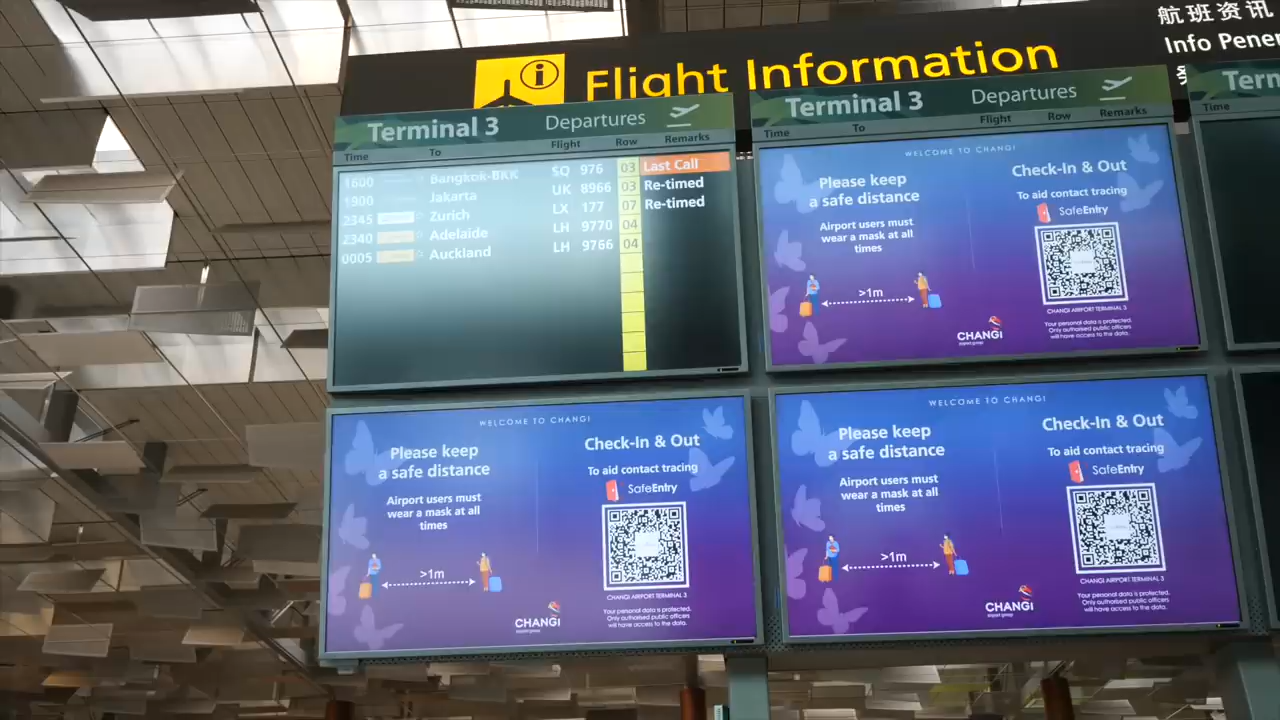 航班资讯
Flight Information
Info Pener
Terminal 3 Departures
Time To Flight Row Remarks
1600 Bangkok-BKK SQ 976 03 Last Call
1900 Jakarta UK 8966 03 Re-timed
2345 Zurich LX 177 07 Re-timed
2340 Adelaide LH 9770 04
0005 Auckland LH 9766 04
Terminal 3 Departures
Time To Flight Row Remarks
WELCOME TO CHANGI
Please keep
a safe distance
Airport users must
wear a mask at all
times
>1m
CHANGI
airport group
Check-In & Out
To aid contact tracing
SafeEntry
CHANGI AIRPORT TERMINAL 3
Your personal data is protected.
Only authorised public officers
will have access to the data.
Term
Time
WELCOME TO CHANGI
Please keep
a safe distance
Airport users must
wear a mask at all
times
>1m
CHANGI
airport group
Check-In & Out
To aid contact tracing
SafeEntry
CHANGI AIRPORT TERMINAL 3
Your personal data is protected.
Only authorised public officers
will have access to the data.
WELCOME TO CHANGI
Please keep
a safe distance
Airport users must
wear a mask at all
times
>1m
CHANGI
airport group
Check-In & Out
To aid contact tracing
SafeEntry
CHANGI AIRPORT TERMINAL 3
Your personal data is protected.
Only authorised public officers
will have access to the data.